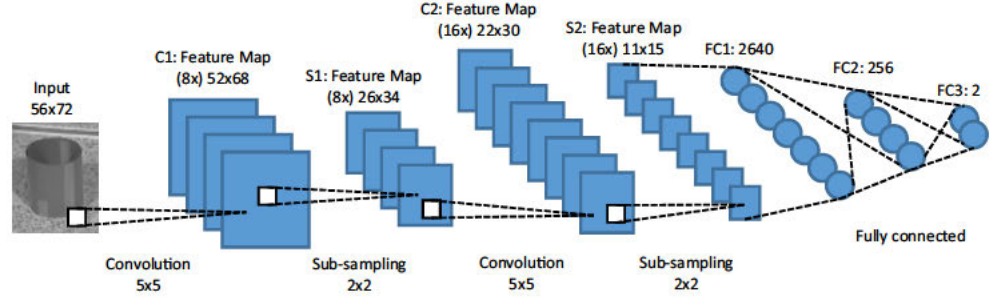 Input
56x72
C1: Feature Map
(8x) 52x68
S1: Feature Map
(8x) 26x34
C2: Feature Map
(16x) 22x30
S2: Feature Map
(16x) 11x15
FC1: 2640
FC2: 256
FC3: 2
Convolution
5x5
Sub-sampling
2x2
Convolution
5x5
Sub-sampling
2x2
Fully connected